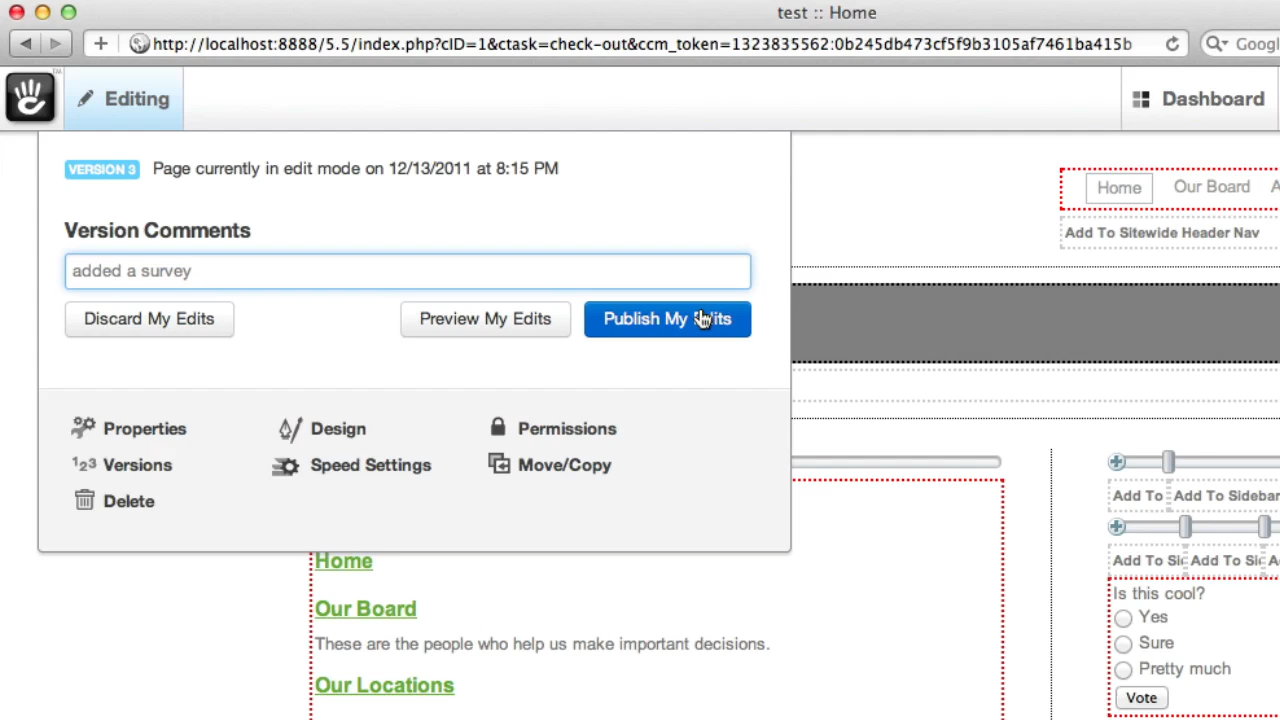 test :: Home
http://localhost:8888/5.5/index.php?cID=1&ctask=check-out&ccm_token=1323835562:0b245db473cf5f9b3105af7461ba415b
Googl
TM
Editing
Dashboard
VERSION 3 Page currently in edit mode on 12/13/2011 at 8:15 PM
Version Comments
added a survey
Discard My Edits
Preview My Edits
Publish My Edits
Properties
Design
Permissions
123 Versions
Speed Settings
Move/Copy
Delete
Home
Our Board
A
Add To Sitewide Header Nav
Home
Our Board
These are the people who help us make important decisions.
Our Locations
Add To
Add To Sidebar
Add To Sic
Add To Sic
A
Is this cool?
Yes
Sure
Pretty much
Vote